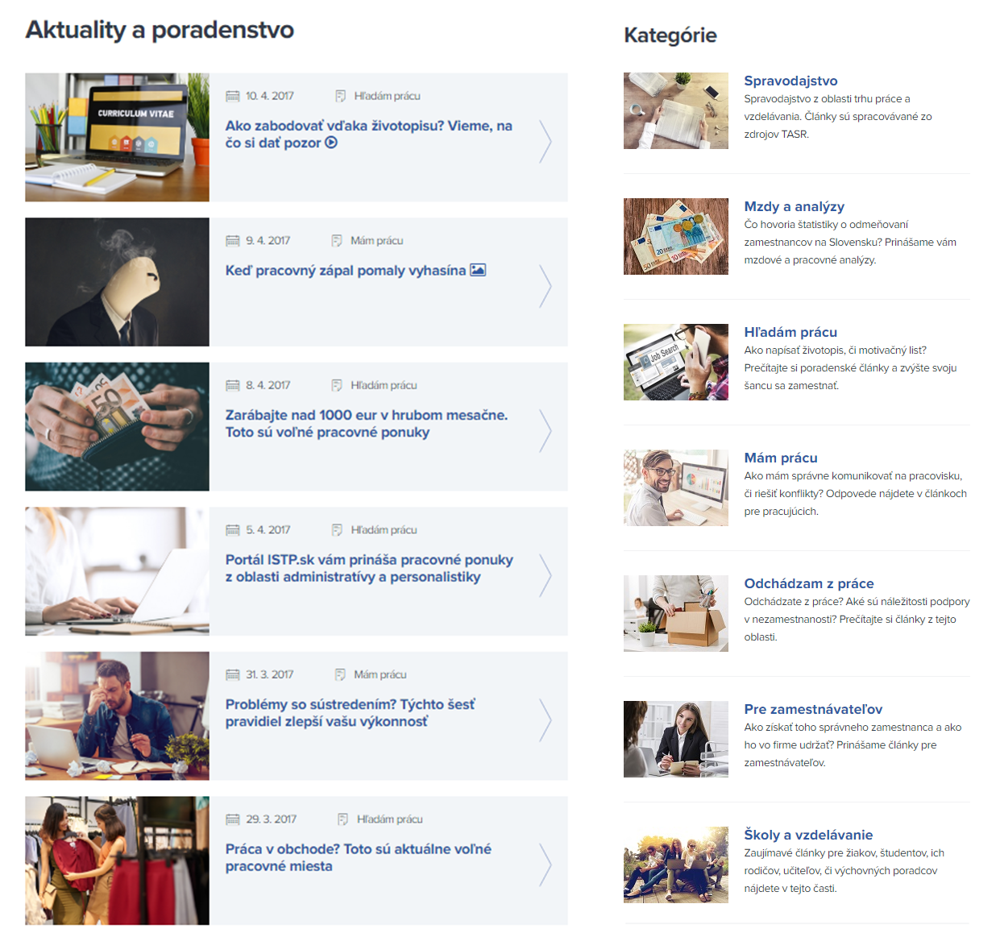 Aktuality a poradenstvo
CURRICULUM VITAE
10. 4. 2017 Hľadám prácu
Ako zabodovať vďaka životopisu? Vieme, na
čo si dať pozor
9. 4. 2017 Mám prácu
Keď pracovný zápal pomaly vyhasína
8. 4. 2017 Hľadám prácu
Zarábajte nad 1000 eur v hrubom mesačne.
Toto sú voľné pracovné ponuky
50
5. 4. 2017 Hľadám prácu
Portál ISTP.sk vám prináša pracovné ponuky
z oblasti administratívy a personalistiky
31. 3. 2017 Mám prácu
Problémy so sústredením? Týchto šesť
pravidiel zlepší vašu výkonnosť
29. 3. 2017 Hľadám prácu
Práca v obchode? Toto sú aktuálne voľné
pracovné miesta
Kategórie
Spravodajstvo
Spravodajstvo z oblasti trhu práce a
vzdelávania. Články sú spracovávané zo
zdrojov TASR.
Mzdy a analýzy
Čo hovoria štatistiky o odmeňovaní
zamestnancov na Slovensku? Prinášame vám
mzdové a pracovné analýzy.
20 EURO
10
50
Hľadám prácu
Ako napísať životopis, či motivačný list?
Prečítajte si poradenské články a zvýšte svoju
šancu sa zamestnať.
Job Search
Mám prácu
Ako mám správne komunikovať na pracovisku,
či riešiť konflikty? Odpovede nájdete v článkoch
pre pracujúcich.
Odchádzam z práce
Odchádzate z práce? Aké sú náležitosti podpory
v nezamestnanosti? Prečítajte si články z tejto
oblasti.
Pre zamestnávateľov
Ako získať toho správneho zamestnanca a ako
ho vo firme udržať? Prinášame články pre
zamestnávateľov.
Školy a vzdelávanie
Zaujímavé články pre žiakov, študentov, ich
rodičov, učiteľov, či výchovných poradcov
nájdete v tejto časti.